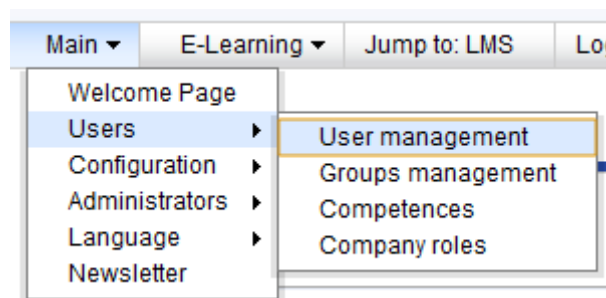 Main ▾ E-Learning ▾ Jump to: LMS
Welcome Page
Users
Configuration
Administrators
Language
Newsletter
User management
Groups management
Competences
Company roles